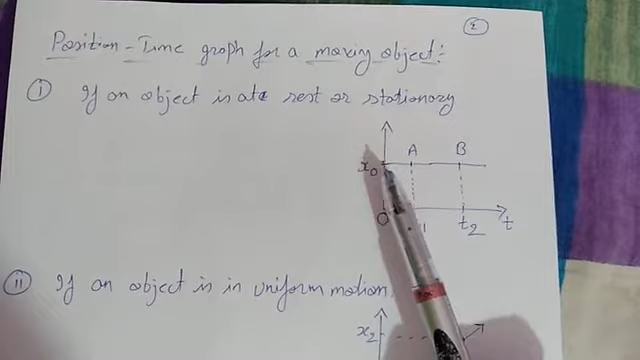 2
Position - Time graph for a moving object:
i If an object is at rest or stationary
A B
x₀
O 1 t₂ t
ii If an object is in uniform motion.
x₂